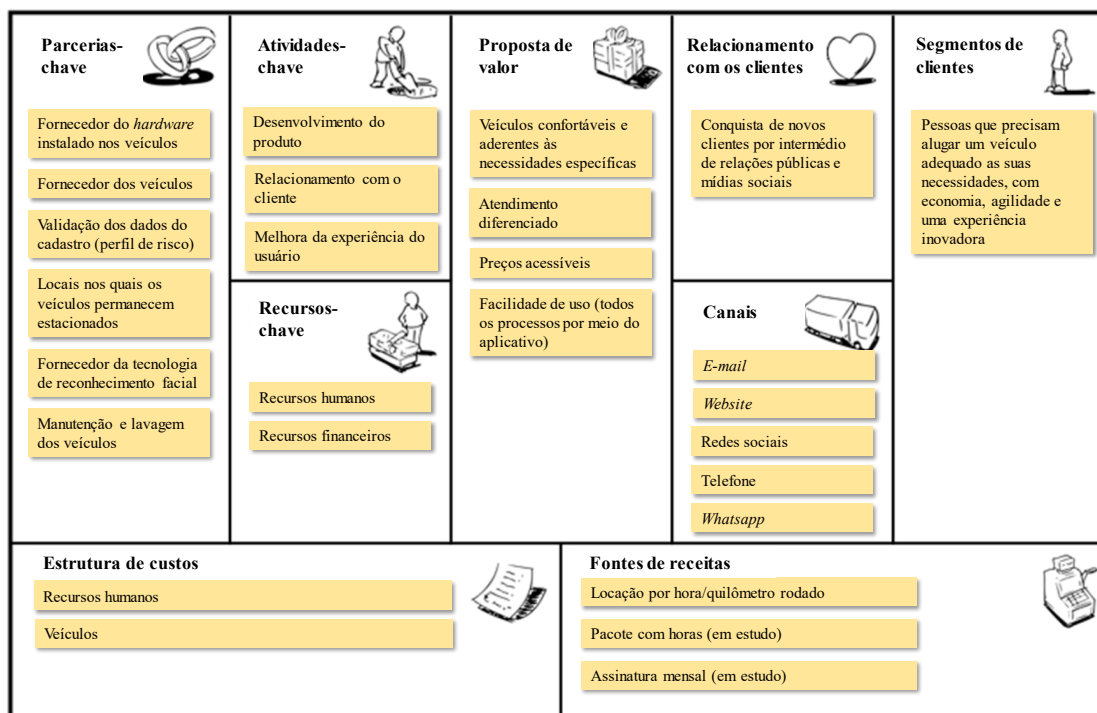 Parcerias-
chave
Fornecedor do hardware
instalado nos veículos
Fornecedor dos veículos
Validação dos dados do
cadastro (perfil de risco)
Locais nos quais os
veículos permanecem
estacionados
Fornecedor da tecnologia
de reconhecimento facial
Manutenção e lavagem
dos veículos
Atividades-
chave
Desenvolvimento do
produto
Relacionamento com o
cliente
Melhora da experiência do
usuário
Recursos-
chave
Recursos humanos
Recursos financeiros
Proposta de
valor
Veículos confortáveis e
aderentes às
necessidades específicas
Atendimento
diferenciado
Preços acessíveis
Facilidade de uso (todos
os processos por meio do
aplicativo)
Relacionamento
com os clientes
Conquista de novos
clientes por intermédio
de relações públicas e
mídias sociais
Canais
E-mail
Website
Redes sociais
Telefone
Whatsapp
Segmentos de
clientes
Pessoas que precisam
alugar um veículo
adequado as suas
necessidades, com
economia, agilidade e
uma experiência
inovadora
Estrutura de custos
Recursos humanos
Veículos
Fontes de receitas
Locação por hora/quilômetro rodado
Pacote com horas (em estudo)
Assinatura mensal (em estudo)